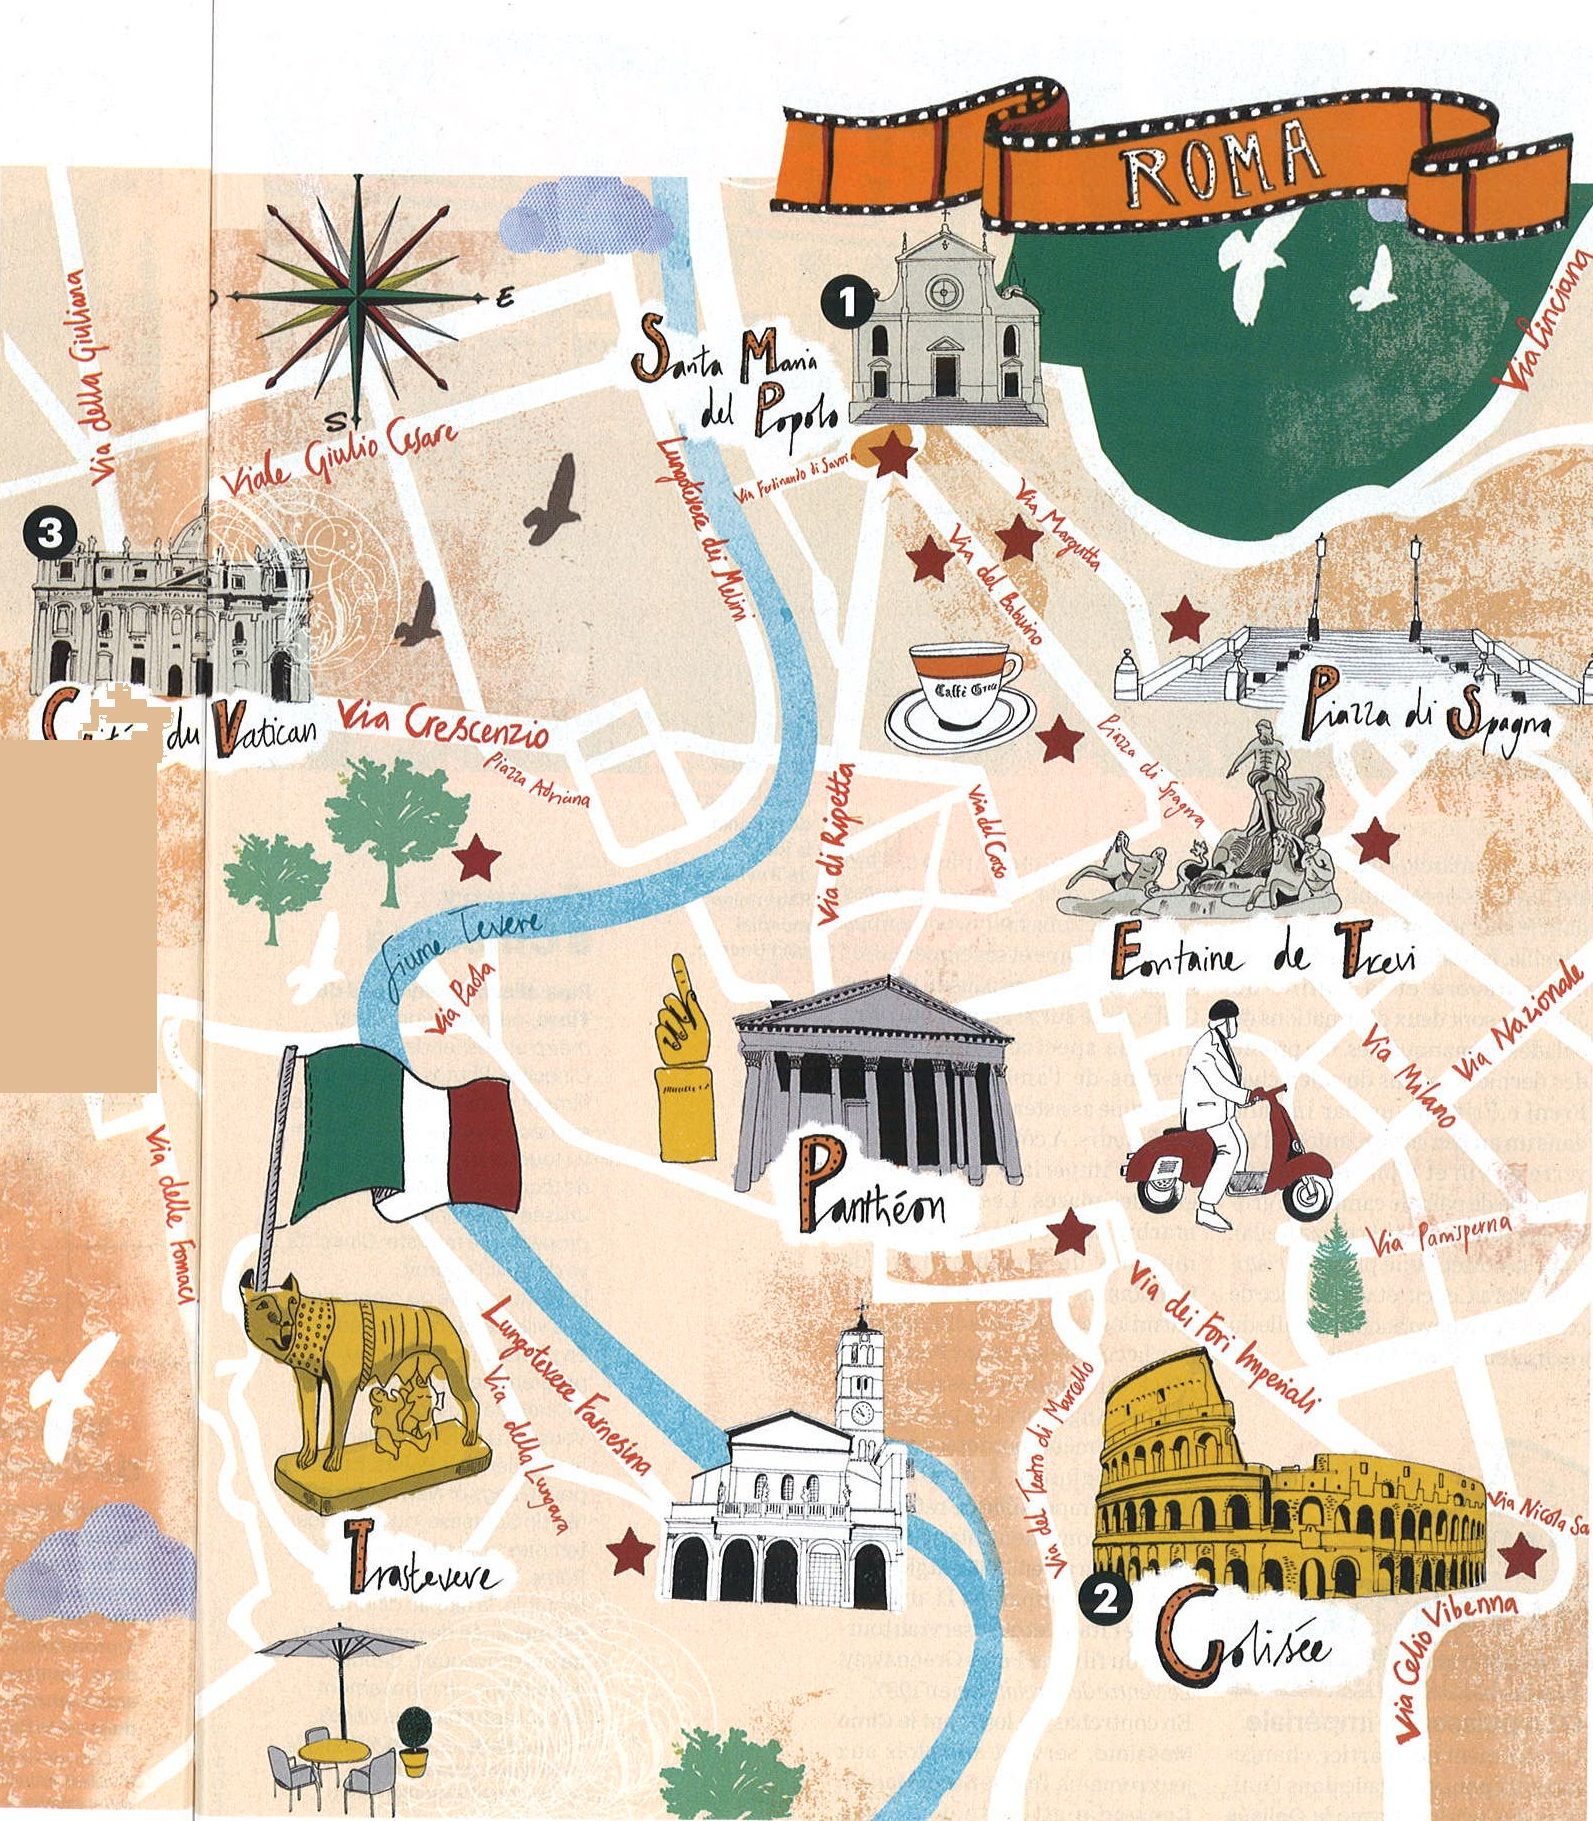 ROMA
1
E
S
Santa Maria
del Popolo
Via della Giuliana
Viale Giulio Cesare
Lungotevere dei Melini
Via Ferdinando di Savoia
Via Pinciana
Via Margutta
Via del Babuino
3
Cité du Vatican
Via Crescenzio
Piazza Adriana
Caffè Greco
Piazza di Spagna
Piazza di Spagna
Via di Ripetta
Via del Corso
Fiume Tevere
Via Paola
Fontaine de Trevi
Via Milano
Via Nazionale
Panthéon
Via delle Fornaci
Via Panisperna
Via dei Fori Imperiali
Lungotevere Farnesina
Via della Lungara
Via del Teatro di Marcello
Trastevere
2
Colisée
Via Nicola Sa
Via Celio Vibenna